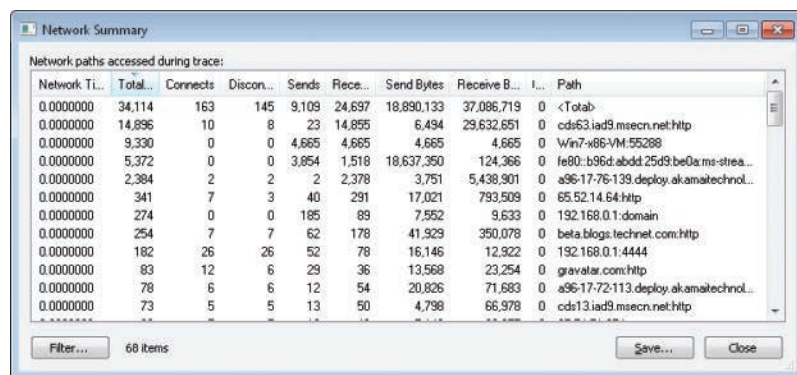 Network Summary
Network paths accessed during trace:
Network Ti... Total... Connects Discon... Sends Rece... Send Bytes Receive B... I... Path
0.0000000 34,114 163 145 9,109 24,697 18,890,133 37,086,719 0 <Total>
0.0000000 14,896 10 8 23 14,855 6,494 29,632,651 0 cds63.iad9.msecn.net:http
0.0000000 9,330 0 0 4,665 4,665 4,665 4,665 0 Win7-x86-VM:55288
0.0000000 5,372 0 0 3,854 1,518 18,637,350 124,366 0 fe80::b96d:abdd:25d9:be0a:ms-strea...
0.0000000 2,384 2 2 2 2,378 3,751 5,438,901 0 a96-17-76-139.deploy.akamaitechnol...
0.0000000 341 7 3 40 291 17,021 793,509 0 65.52.14.64:http
0.0000000 274 0 0 185 89 7,552 9,633 0 192.168.0.1:domain
0.0000000 254 7 7 62 178 41,929 350,078 0 beta.blogs.technet.com:http
0.0000000 182 26 26 52 78 16,146 12,922 0 192.168.0.1:4444
0.0000000 83 12 6 29 36 13,568 23,254 0 gravatar.com:http
0.0000000 78 6 6 12 54 20,826 71,683 0 a96-17-72-113.deploy.akamaitechnol...
0.0000000 73 5 5 13 50 4,798 66,978 0 cds13.iad9.msecn.net:http
Filter... 68 items Save... Close